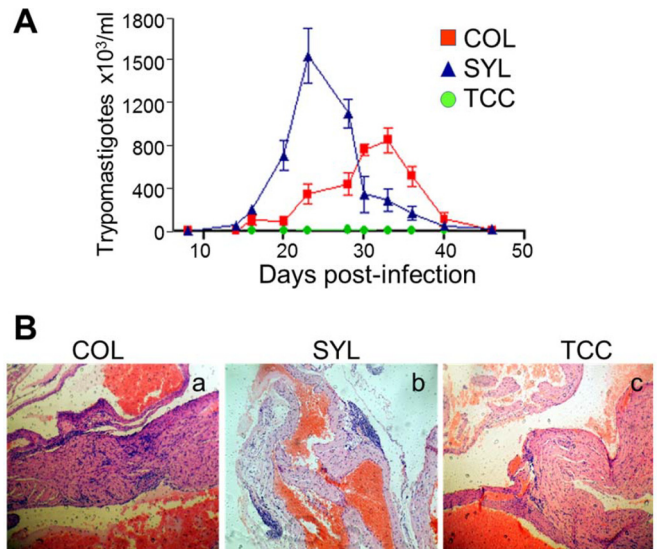 A
Trypomastigotes x10³/ml
1800
1500
1200
800
400
0
10
20
30
40
50
Days post-infection
COL
SYL
TCC
B
COL
SYL
TCC
a
b
c